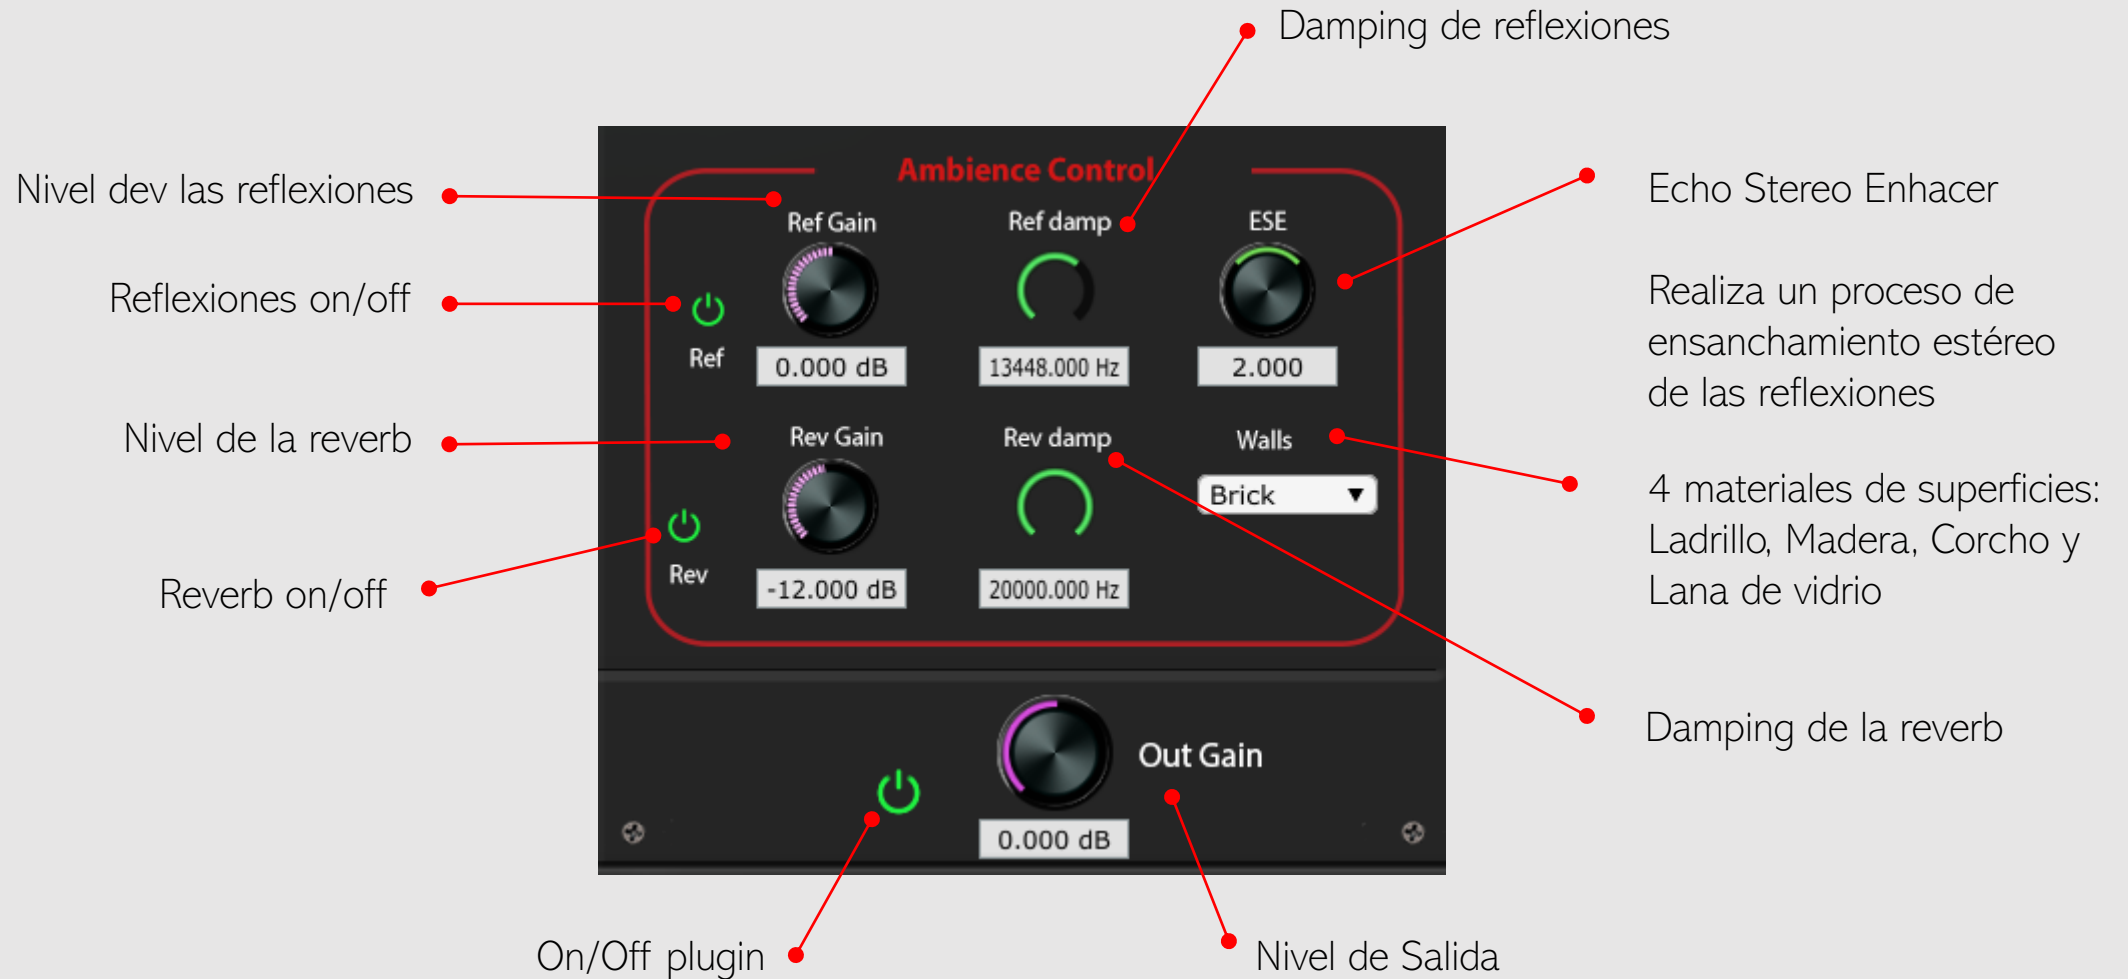 Damping de reflexiones
Ambience Control
Nivel dev las reflexiones
Ref Gain
Ref damp
ESE
Echo Stereo Enhacer
Reflexiones on/off
Ref
0.000 dB
13448.000 Hz
2.000
Realiza un proceso de
ensanchamiento estéreo
de las reflexiones
Nivel de la reverb
Rev Gain
Rev damp
Walls
Brick
4 materiales de superficies:
Ladrillo, Madera, Corcho y
Lana de vidrio
Reverb on/off
Rev
-12.000 dB
20000.000 Hz
Damping de la reverb
Out Gain
0.000 dB
On/Off plugin
Nivel de Salida